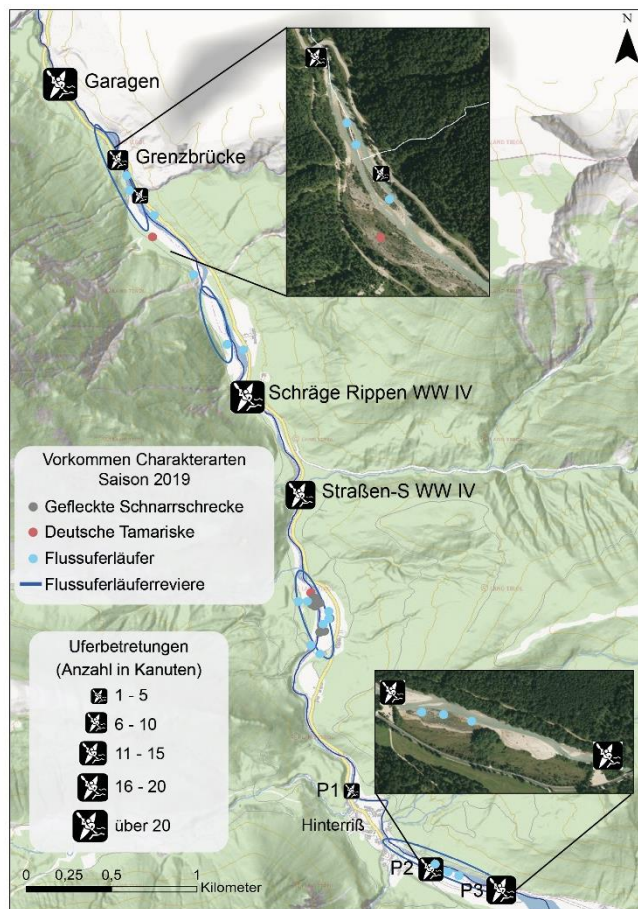 N
Garagen
Grenzbrücke
Schräge Rippen WW IV
Vorkommen Charakterarten
Saison 2019
Gefleckte Schnarrschrecke
Deutsche Tamariske
Flussuferläufer
Flussuferläuferreviere
Straßen-S WW IV
Uferbetretungen
(Anzahl in Kanuten)
1 - 5
6 - 10
11 - 15
16 - 20
über 20
P1
Hinterriß
P2
P3
0 0,25 0,5 1
Kilometer